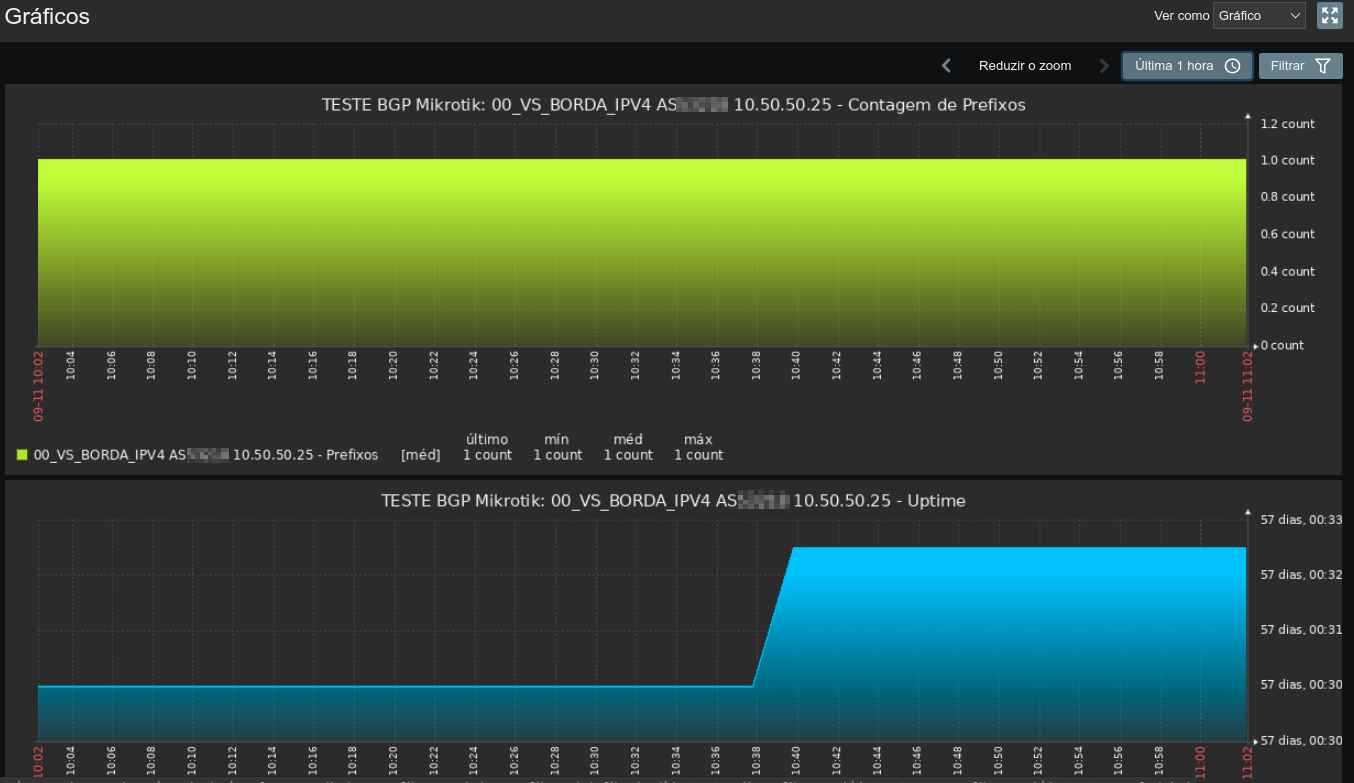 Gráficos
Ver como Gráfico
Reduzir o zoom Última 1 hora Filtrar
TESTE BGP Mikrotik: 00_VS_BORDA_IPV4 AS 10.50.50.25 - Contagem de Prefixos
1.2 count
1.0 count
0.8 count
0.6 count
0.4 count
0.2 count
0 count
09-11 10:02 10:04 10:06 10:08 10:10 10:12 10:14 10:16 10:18 10:20 10:22 10:24 10:26 10:28 10:30 10:32 10:34 10:36 10:38 10:40 10:42 10:44 10:46 10:48 10:50 10:52 10:54 10:56 10:58 11:00 09-11 11:02
último mín méd máx
00_VS_BORDA_IPV4 AS 10.50.50.25 - Prefixos [méd] 1 count 1 count 1 count 1 count
TESTE BGP Mikrotik: 00_VS_BORDA_IPV4 AS 10.50.50.25 - Uptime
57 dias, 00:33
57 dias, 00:32
57 dias, 00:31
57 dias, 00:30
57 dias, 00:30
10:02 10:04 10:06 10:08 10:10 10:12 10:14 10:16 10:18 10:20 10:22 10:24 10:26 10:28 10:30 10:32 10:34 10:36 10:38 10:40 10:42 10:44 10:46 10:48 10:50 10:52 10:54 10:56 10:58 11:00 11:02